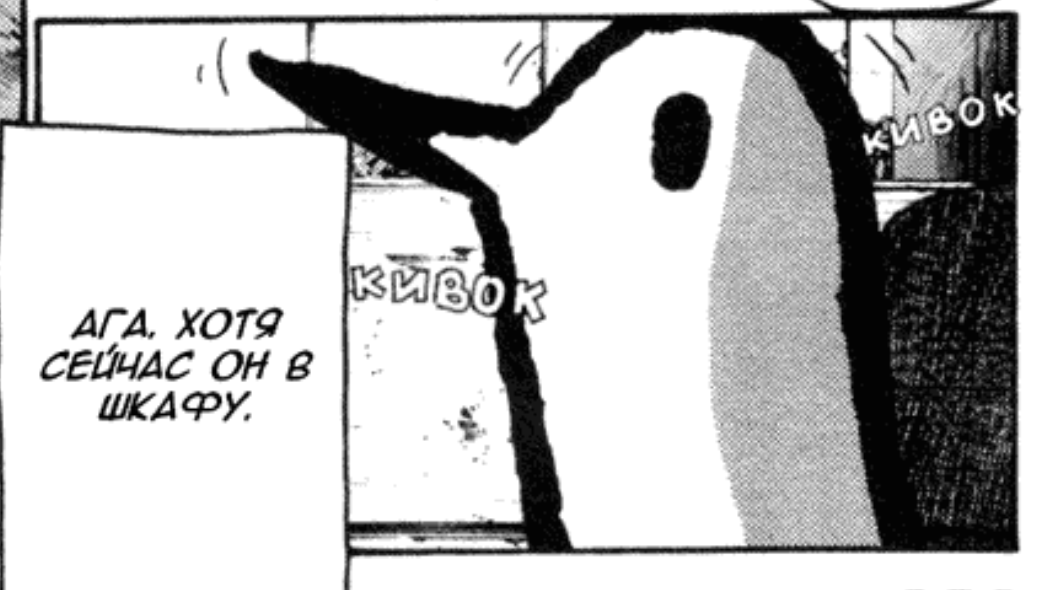 КИВОК
КИВОК
АГА. ХОТЯ
СЕЙЧАС ОН В
ШКАФУ.